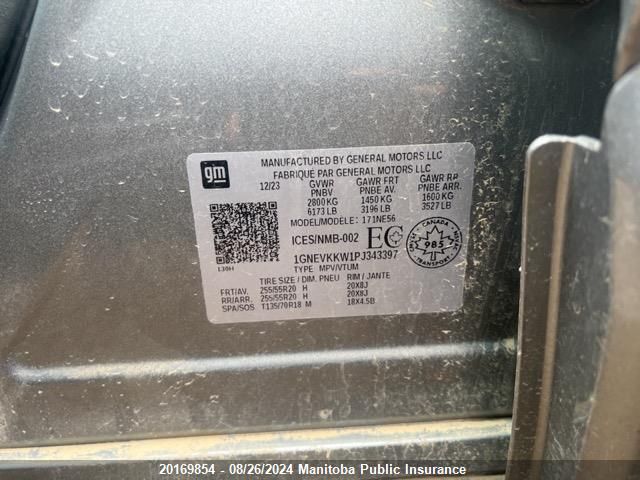 gm
MANUFACTURED BY GENERAL MOTORS LLC
FABRIQUE PAR GENERAL MOTORS LLC
12/23 GVWR GAWR FRT GAWR RR
PNBV PNBE AV. PNBE ARR.
2800 KG 1450 KG 1600 KG
6173 LB 3196 LB 3527 LB
MODEL/MODÈLE: 171NE56
ICES/NMB-002 EC CANADA 985
1GNEVKKW1PJ343397
L30H TYPE MPV/VTUM
TIRE SIZE / DIM. PNEU RIM / JANTE
FRT/AV. 255/55R20 H 20X8J
RR/ARR. 255/55R20 H 20X8J
SPA/SOS T135/70R18 M 18X4.5B
20169854 - 08/26/2024 Manitoba Public Insurance